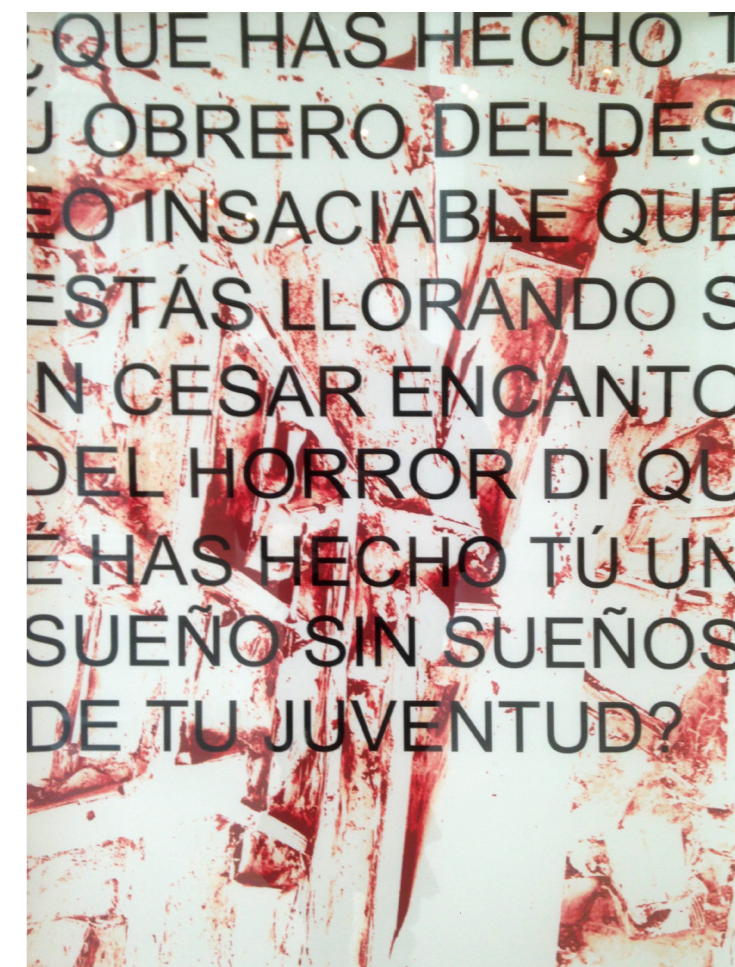 ¿QUE HAS HECHO T
Ú OBRERO DEL DES
EO INSACIABLE QUE
ESTÁS LLORANDO S
IN CESAR ENCANTO
DEL HORROR DI QU
É HAS HECHO TÚ UN
SUEÑO SIN SUEÑOS
DE TU JUVENTUD?